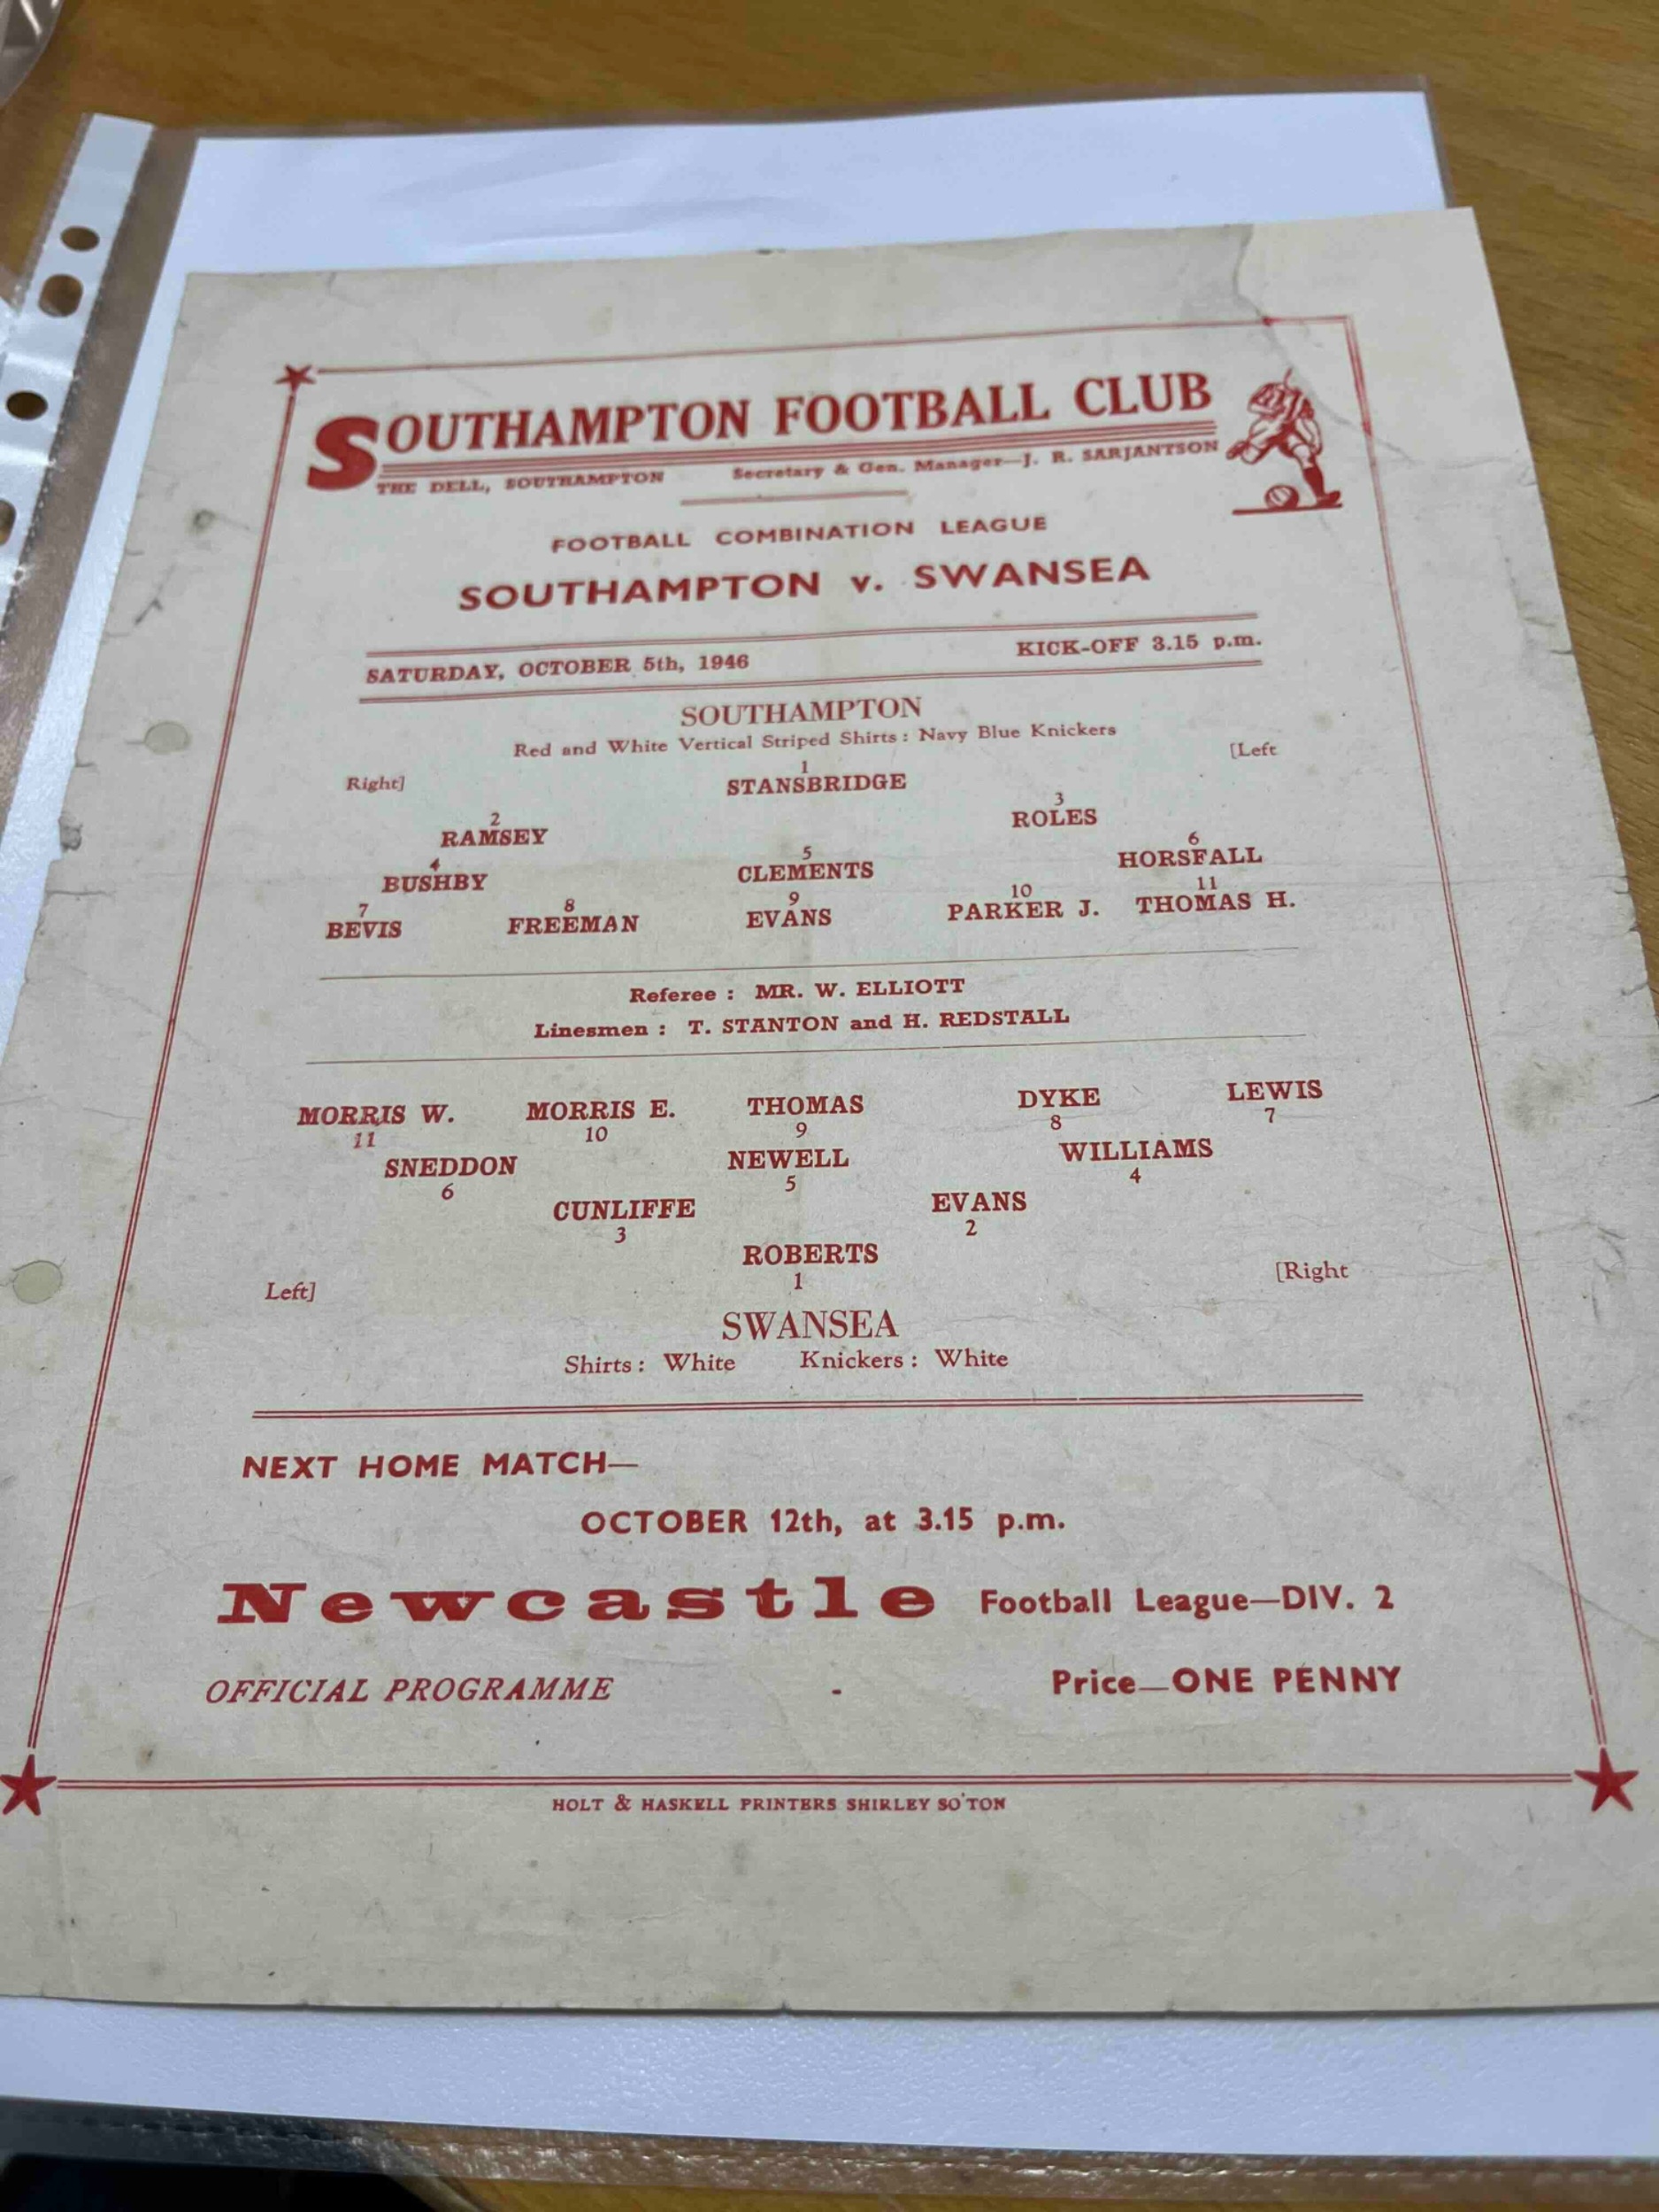 SOUTHAMPTON FOOTBALL CLUB
THE DELL, SOUTHAMPTON Secretary & Gen. Manager—J. R. SARJANTSON
FOOTBALL COMBINATION LEAGUE
SOUTHAMPTON v. SWANSEA
SATURDAY, OCTOBER 5th, 1946 KICK-OFF 3.15 p.m.
SOUTHAMPTON
Red and White Vertical Striped Shirts : Navy Blue Knickers
Right] 1 [Left
STANSBRIDGE
2 3
RAMSEY ROLES
4 5 6
BUSHBY CLEMENTS HORSFALL
7 8 9 10 11
BEVIS FREEMAN EVANS PARKER J. THOMAS H.
Referee : MR. W. ELLIOTT
Linesmen : T. STANTON and H. REDSTALL
MORRIS W. MORRIS E. THOMAS DYKE LEWIS
11 10 9 8 7
SNEDDON NEWELL WILLIAMS
6 5 4
CUNLIFFE EVANS
3 2
ROBERTS
Left] 1 [Right
SWANSEA
Shirts : White Knickers : White
NEXT HOME MATCH—
OCTOBER 12th, at 3.15 p.m.
Newcastle Football League—DIV. 2
OFFICIAL PROGRAMME - Price—ONE PENNY
HOLT & HASKELL PRINTERS SHIRLEY SO'TON